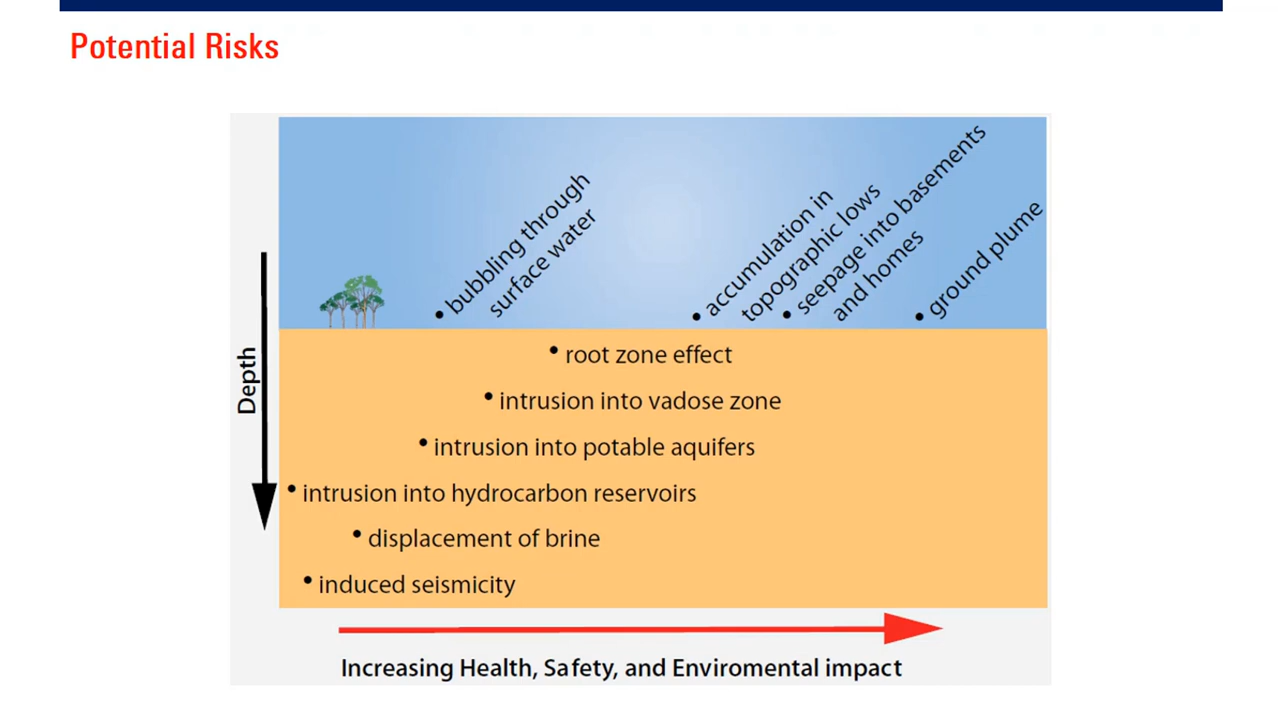 Potential Risks
• bubbling through
surface water
• accumulation in
topographic lows
• seepage into basements
and homes
• ground plume
Depth
• root zone effect
• intrusion into vadose zone
• intrusion into potable aquifers
• intrusion into hydrocarbon reservoirs
• displacement of brine
• induced seismicity
Increasing Health, Safety, and Enviromental impact